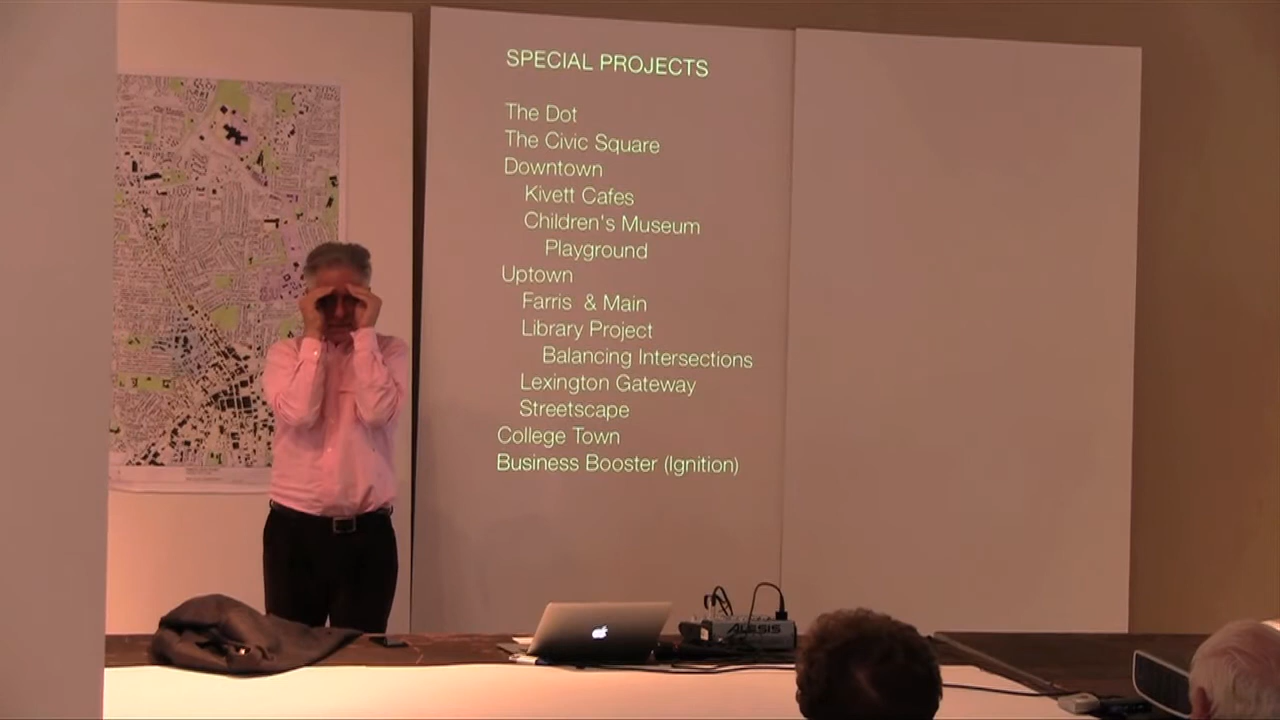 SPECIAL PROJECTS
The Dot
The Civic Square
Downtown
Kivett Cafes
Children's Museum
Playground
Uptown
Farris & Main
Library Project
Balancing Intersections
Lexington Gateway
Streetscape
College Town
Business Booster (Ignition)
ALESIS